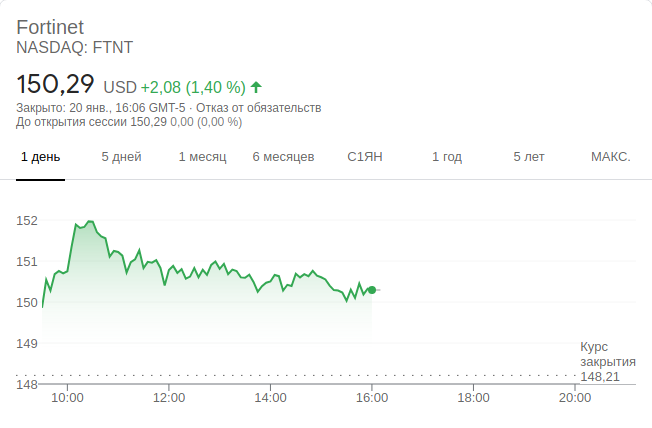 Fortinet
NASDAQ: FTNT
150,29 USD +2,08 (1,40 %)
Закрыто: 20 янв., 16:06 GMT-5 · Отказ от обязательств
До открытия сессии 150,29 0,00 (0,00 %)
1 день 5 дней 1 месяц 6 месяцев С1ЯН 1 год 5 лет МАКС.
152
151
150
149
Курс
закрытия
148,21
148
10:00 12:00 14:00 16:00 18:00 20:00